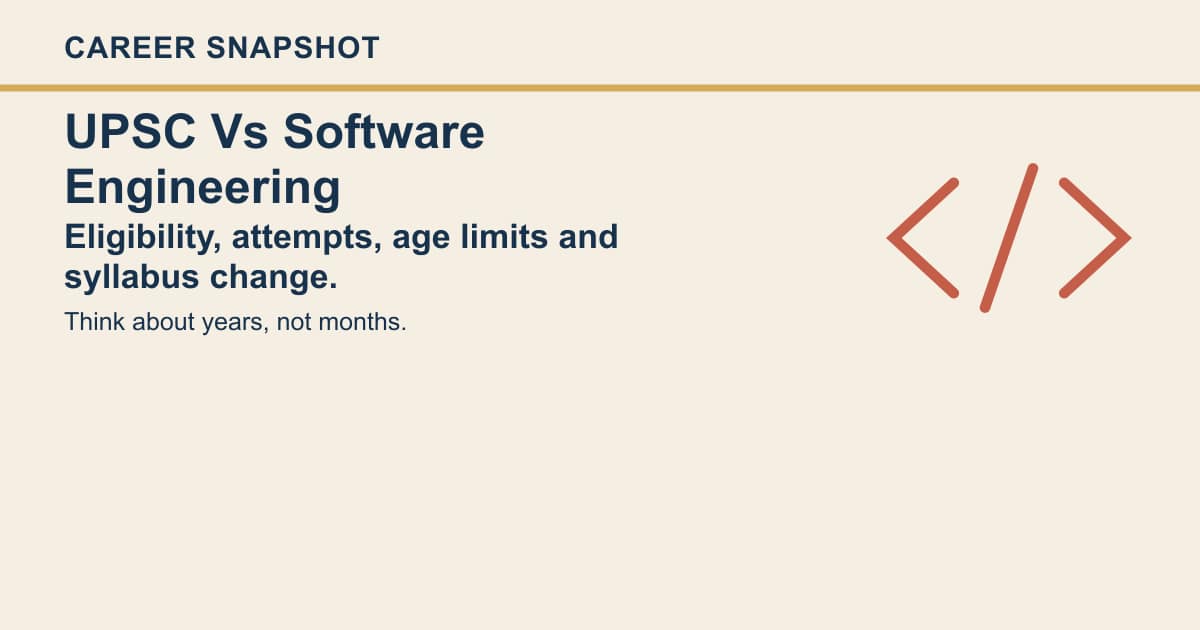 CAREER SNAPSHOT
UPSC Vs Software
Engineering
Eligibility, attempts, age limits and
syllabus change.
Think about years, not months.